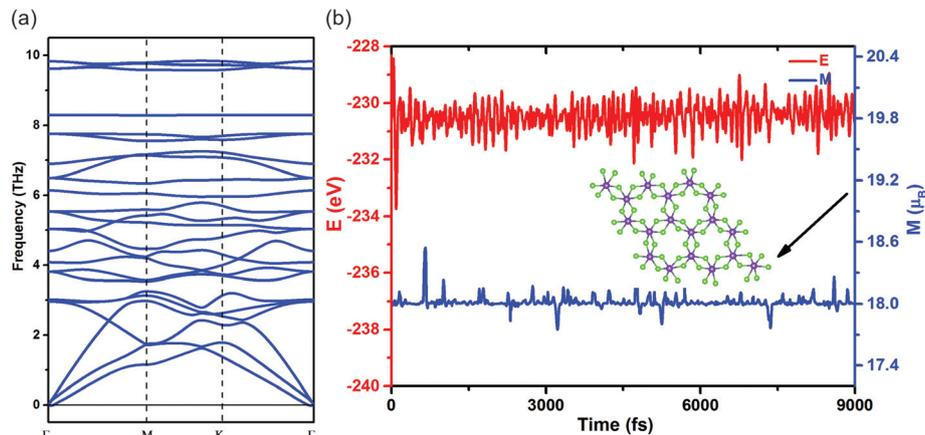 (a)
10
8
6
4
2
0
Frequency (THz)
M
K
(b)
-228
-230
-232
-234
-236
-238
-240
E (eV)
E
M
20.4
19.8
19.2
18.6
18.0
17.4
M (μB)
0
3000
6000
9000
Time (fs)